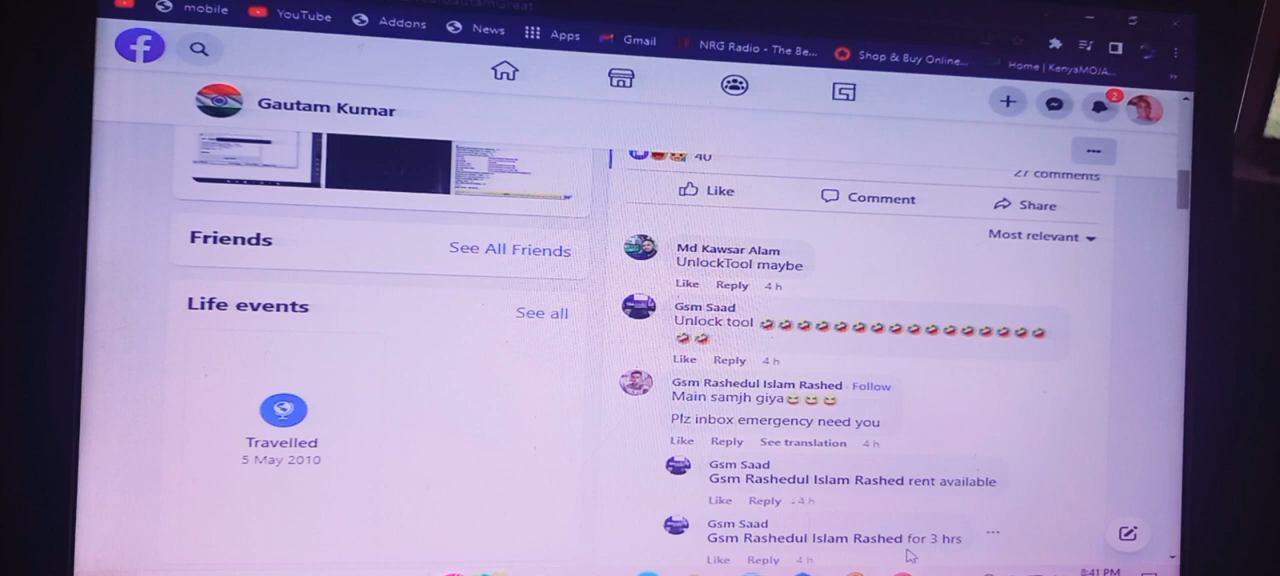 mobile
YouTube
Addons
News
Apps
Gmail
NRG Radio - The Be...
Shop & Buy Online...
Home | KenyaMOJA...
Gautam Kumar
2
40
27 comments
Like
Comment
Share
Most relevant
Friends
See All Friends
Life events
See all
Travelled
5 May 2010
Md Kawsar Alam
UnlockTool maybe
Like Reply 4 h
Gsm Saad
Unlock tool 🤣🤣🤣🤣🤣🤣🤣🤣🤣🤣🤣🤣🤣🤣🤣🤣
🤣🤣
Like Reply 4 h
Gsm Rashedul Islam Rashed · Follow
Main samjh giya😆😆😆
Plz inbox emergency need you
Like Reply See translation 4 h
Gsm Saad
Gsm Rashedul Islam Rashed rent available
Like Reply 4 h
Gsm Saad
Gsm Rashedul Islam Rashed for 3 hrs
Like Reply 4 h
8:41 PM